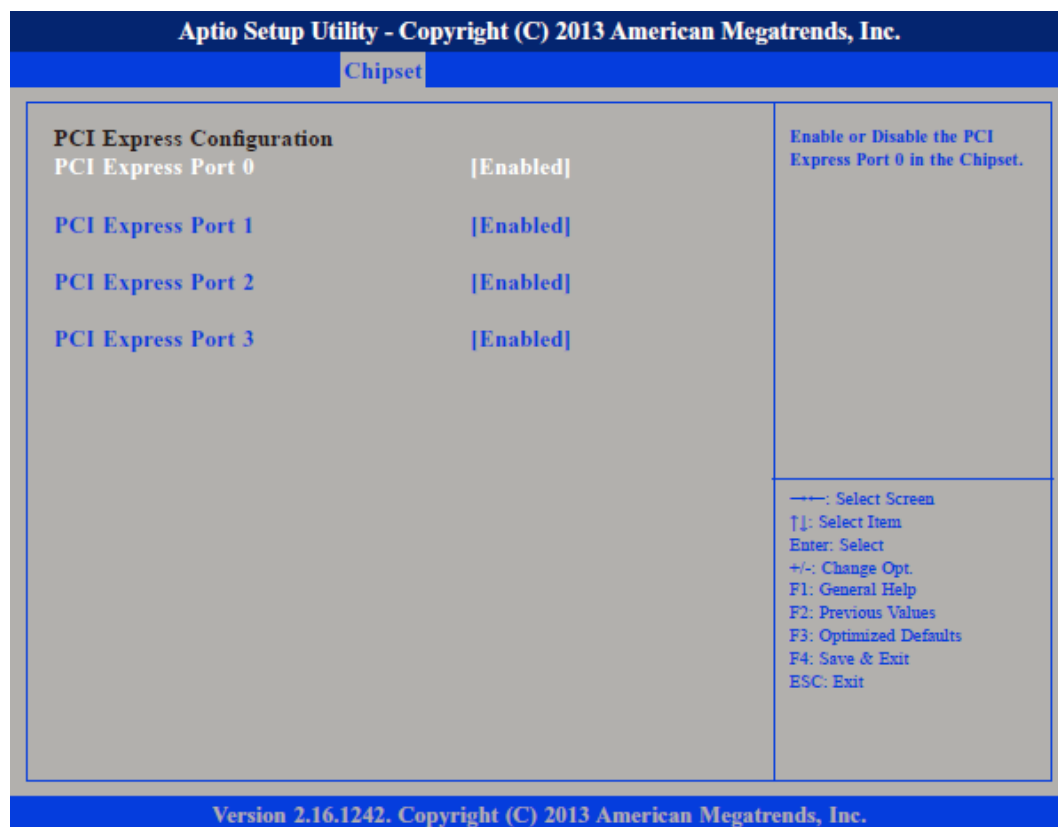 Aptio Setup Utility - Copyright (C) 2013 American Megatrends, Inc.
Chipset
PCI Express Configuration
PCI Express Port 0 [Enabled]
PCI Express Port 1 [Enabled]
PCI Express Port 2 [Enabled]
PCI Express Port 3 [Enabled]
Enable or Disable the PCI
Express Port 0 in the Chipset.
→←: Select Screen
↑↓: Select Item
Enter: Select
+/-: Change Opt.
F1: General Help
F2: Previous Values
F3: Optimized Defaults
F4: Save & Exit
ESC: Exit
Version 2.16.1242. Copyright (C) 2013 American Megatrends, Inc.